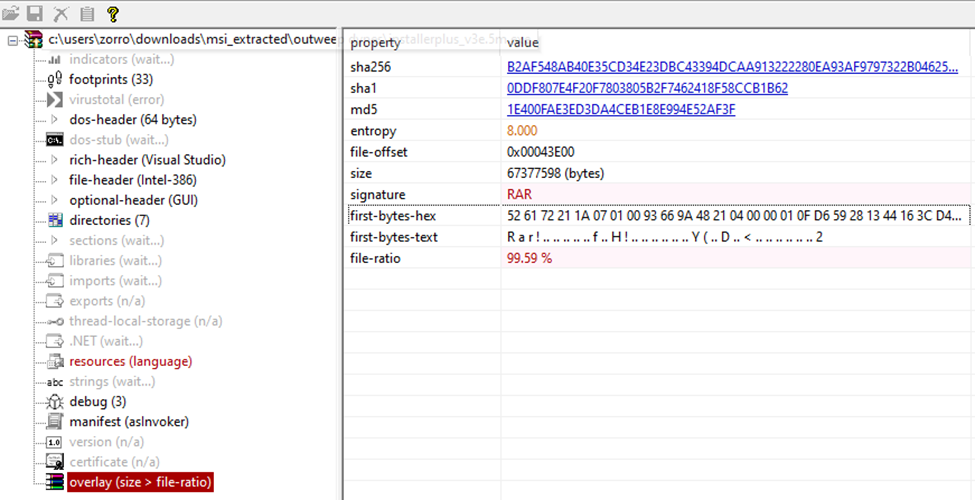 c:\users\zorro\downloads\msi_extracted\outweep
allerplus_v3e.5m
indicators (wait...)
footprints (33)
virustotal (error)
dos-header (64 bytes)
dos-stub (wait...)
rich-header (Visual Studio)
file-header (Intel-386)
optional-header (GUI)
directories (7)
sections (wait...)
libraries (wait...)
imports (wait...)
exports (n/a)
thread-local-storage (n/a)
.NET (wait...)
resources (language)
abc strings (wait...)
debug (3)
manifest (asInvoker)
1.0 version (n/a)
certificate (n/a)
overlay (size > file-ratio)
property value
sha256 B2AF548AB40E35CD34E23DBC43394DCAA913222280EA93AF9797322B04625...
sha1 0DDF807E4F20F7803805B2F7462418F58CCB1B62
md5 1E400FAE3ED3DA4CEB1E8E994E52AF3F
entropy 8.000
file-offset 0x00043E00
size 67377598 (bytes)
signature RAR
first-bytes-hex 52 61 72 21 1A 07 01 00 93 66 9A 48 21 04 00 00 01 0F D6 59 28 13 44 16 3C D4...
first-bytes-text R a r ! .. .. .. .. .. f .. H ! .. .. .. .. .. .. Y ( .. D .. < .. .. .. .. .. .. 2
file-ratio 99.59 %